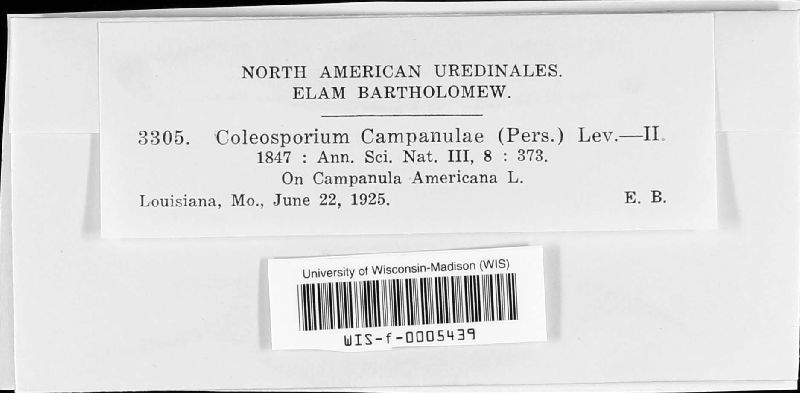 NORTH AMERICAN UREDINALES.
ELAM BARTHOLOMEW.
3305. Coleosporium Campanulae (Pers.) Lev.—II.
1847 : Ann. Sci. Nat. III, 8 : 373.
On Campanula Americana L.
Louisiana, Mo., June 22, 1925. E. B.
University of Wisconsin-Madison (WIS)
WIS-f-0005439